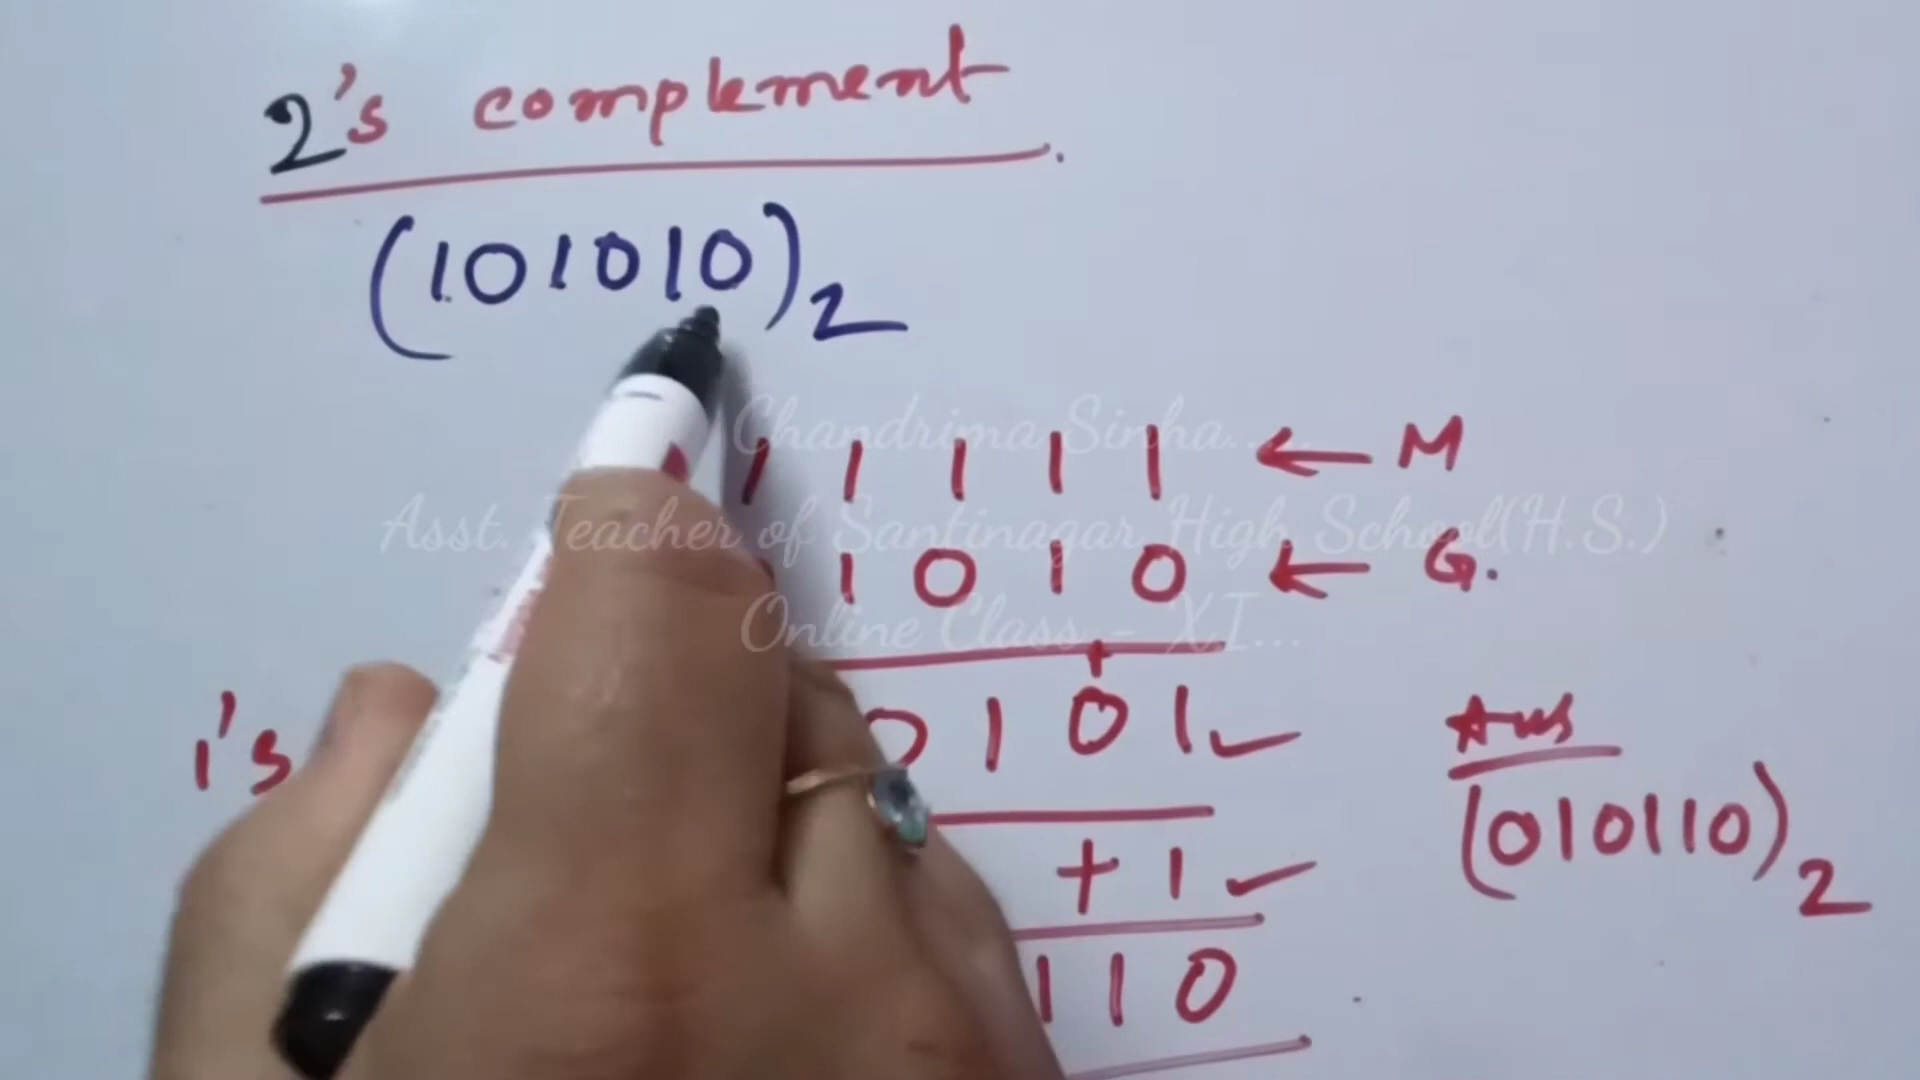 2's complement.
(101010)2
Chandrima Sinha.....
1 1 1 1 1 ← M
Asst. Teacher of Santinagar High School(H.S.)
1 0 1 0 ← G.
Online Class - XI...
1's 0 1 0 1 ✓
Ans
+ 1 ✓
(010110)2
1 1 0